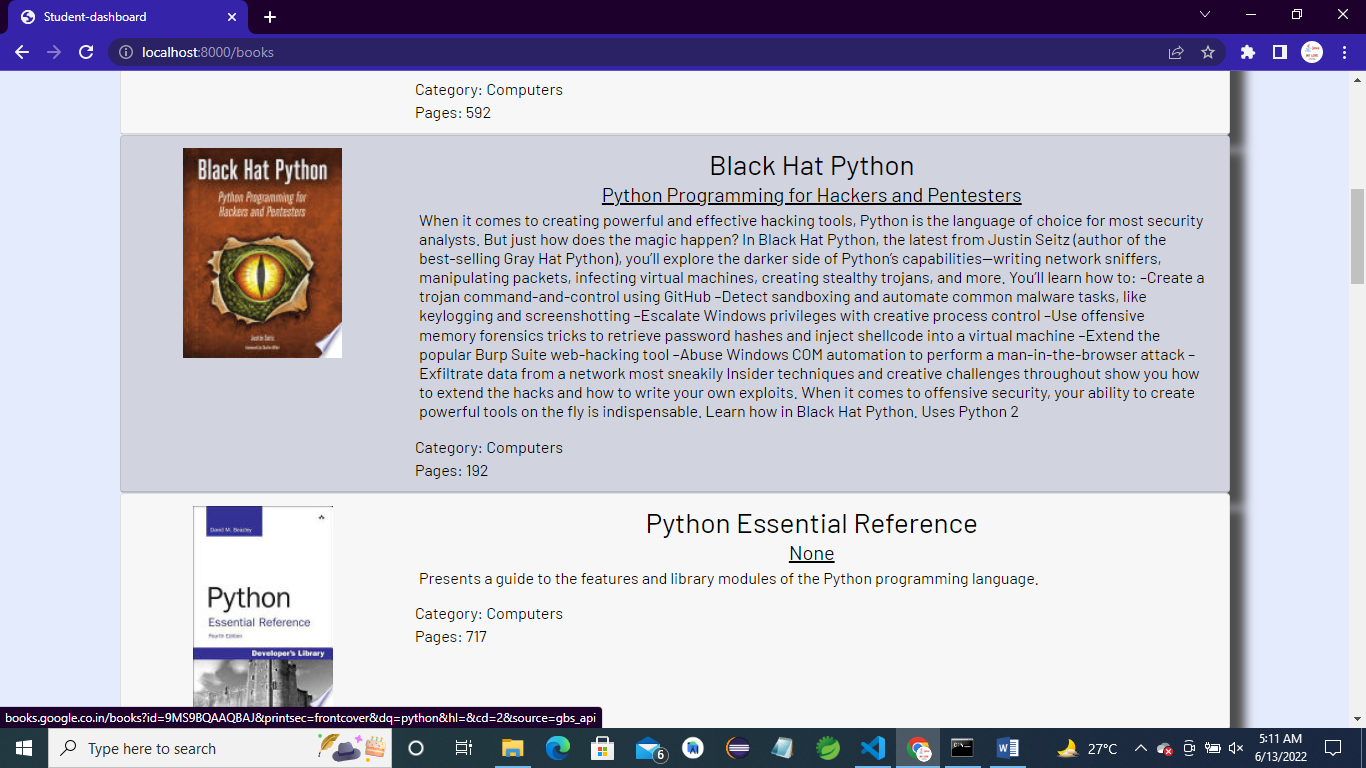 Student-dashboard
localhost:8000/books
Category: Computers
Pages: 592
Black Hat Python
Python Programming for
Hackers and Pentesters
Justin Seitz
Black Hat Python
Python Programming for Hackers and Pentesters
When it comes to creating powerful and effective hacking tools, Python is the language of choice for most security
analysts. But just how does the magic happen? In Black Hat Python, the latest from Justin Seitz (author of the
best-selling Gray Hat Python), you'll explore the darker side of Python's capabilities—writing network sniffers,
manipulating packets, infecting virtual machines, creating stealthy trojans, and more. You'll learn how to: –Create a
trojan command-and-control using GitHub –Detect sandboxing and automate common malware tasks, like
keylogging and screenshotting –Escalate Windows privileges with creative process control –Use offensive
memory forensics tricks to retrieve password hashes and inject shellcode into a virtual machine –Extend the
popular Burp Suite web-hacking tool –Abuse Windows COM automation to perform a man-in-the-browser attack –
Exfiltrate data from a network most sneakily Insider techniques and creative challenges throughout show you how
to extend the hacks and how to write your own exploits. When it comes to offensive security, your ability to create
powerful tools on the fly is indispensable. Learn how in Black Hat Python. Uses Python 2
Category: Computers
Pages: 192
David M. Beazley
Python
Essential Reference
Fourth Edition
Developer's Library
Python Essential Reference
None
Presents a guide to the features and library modules of the Python programming language.
Category: Computers
Pages: 717
books.google.co.in/books?id=9MS9BQAAQBAJ&printsec=frontcover&dq=python&hl=&cd=2&source=gbs_api
Type here to search
6
27°C
5:11 AM
6/13/2022